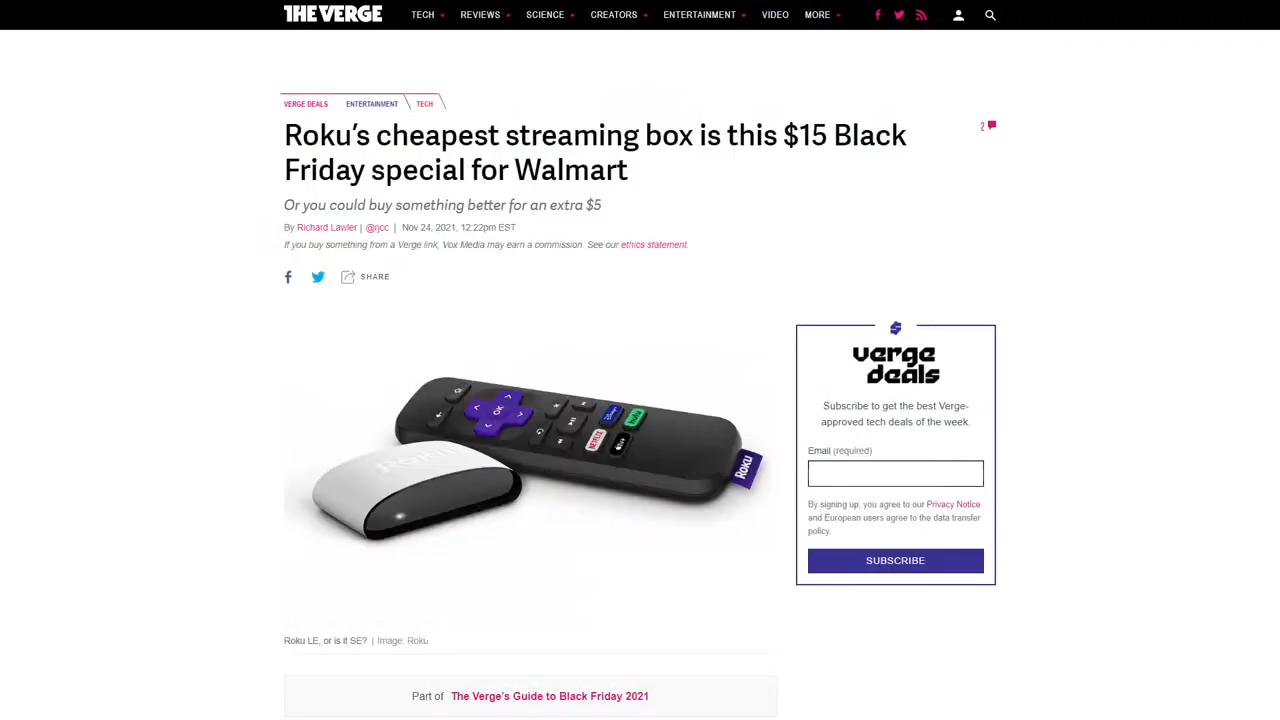 THE VERGE
TECH REVIEWS SCIENCE CREATORS ENTERTAINMENT VIDEO MORE
VERGE DEALS ENTERTAINMENT TECH
Roku's cheapest streaming box is this $15 Black
Friday special for Walmart
2
Or you could buy something better for an extra $5
By Richard Lawler | @rjcc | Nov 24, 2021, 12:22pm EST
If you buy something from a Verge link, Vox Media may earn a commission. See our ethics statement.
SHARE
OK
NETFLIX
hulu
Roku
Roku
verge
deals
Subscribe to get the best Verge-
approved tech deals of the week.
Email (required)
By signing up, you agree to our Privacy Notice
and European users agree to the data transfer
policy.
SUBSCRIBE
Roku LE, or is it SE? | Image: Roku
Part of The Verge's Guide to Black Friday 2021